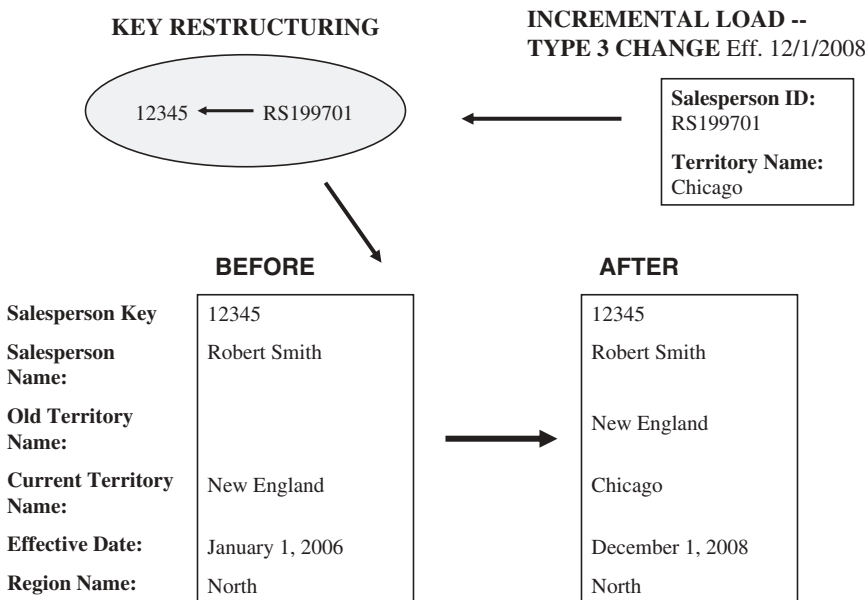 KEY RESTRUCTURING
INCREMENTAL LOAD --
TYPE 3 CHANGE Eff. 12/1/2008
12345 RS199701
Salesperson ID:
RS199701
Territory Name:
Chicago
BEFORE AFTER
Salesperson Key 12345 12345
Salesperson
Name: Robert Smith Robert Smith
Old Territory
Name: New England
Current Territory
Name: New England Chicago
Effective Date: January 1, 2006 December 1, 2008
Region Name: North North